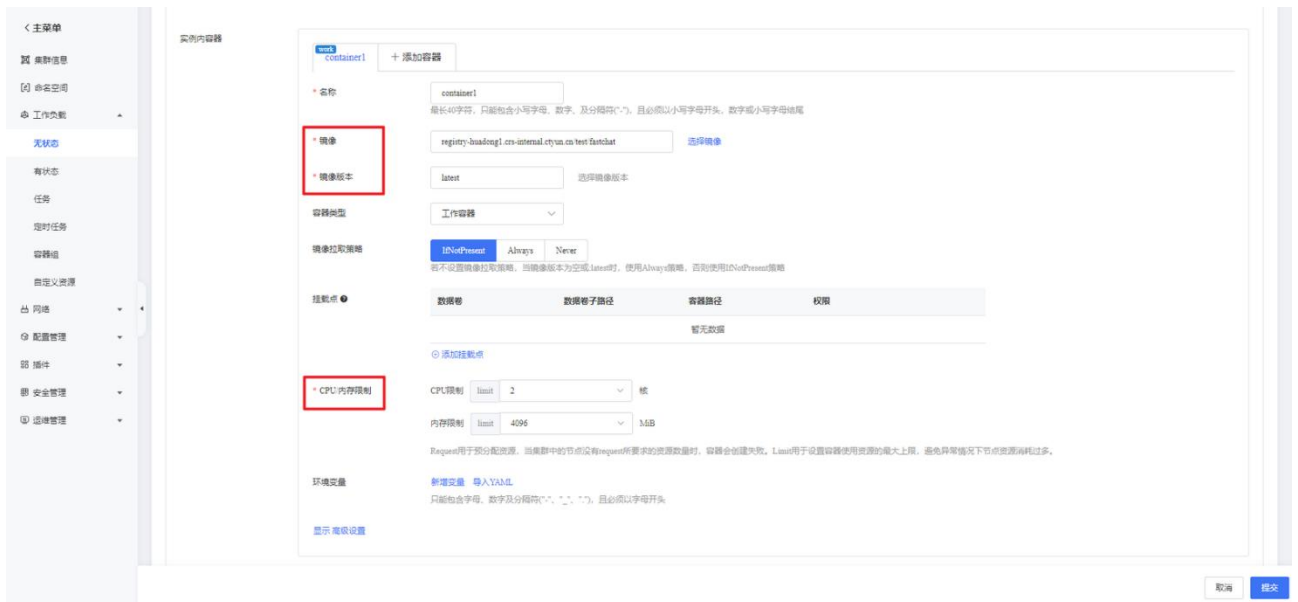 主菜单
集群信息
命名空间
工作负载
无状态
有状态
任务
定时任务
容器组
自定义资源
网络
配置管理
插件
安全管理
运维管理
实例内容器
work
container1
+ 添加容器
* 名称
container1
最长40字符，只能包含小写字母、数字、及分隔符("-")，且必须以小写字母开头，数字或小写字母结尾
* 镜像
registry-huadong1.crs-internal.ctyun.cn/test/fastchat
选择镜像
* 镜像版本
latest
选择镜像版本
容器类型
工作容器
镜像拉取策略
IfNotPresent
Always
Never
若不设置镜像拉取策略，当镜像版本为空或:latest时，使用Always策略，否则使用IfNotPresent策略
挂载点
数据卷
数据卷子路径
容器路径
权限
暂无数据
添加挂载点
* CPU/内存限制
CPU限制 limit 2 核
内存限制 limit 4096 MiB
Request用于预分配资源，当集群中的节点没有request所要求的资源数量时，容器会创建失败。Limit用于设置容器使用资源的最大上限，避免异常情况下节点资源消耗过多。
环境变量
新增变量 导入YAML
只能包含字母、数字及分隔符("-"、"_"、".")，且必须以字母开头
显示 高级设置
取消
提交